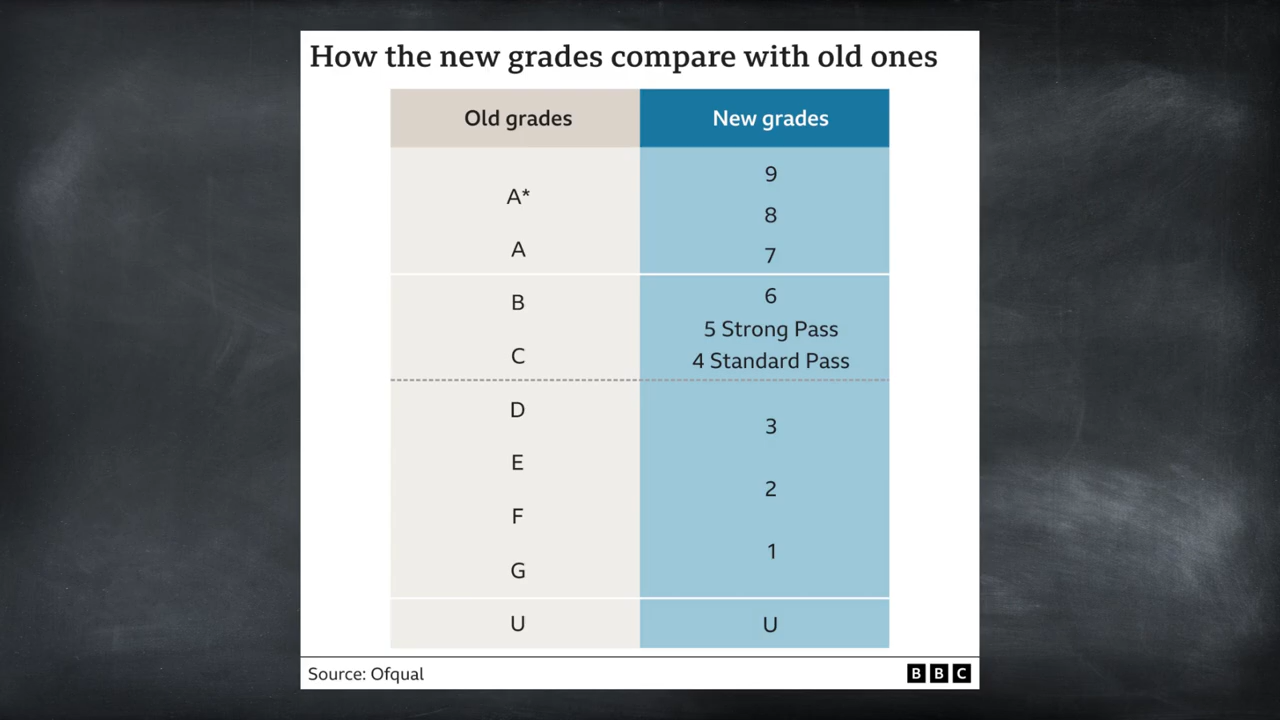 How the new grades compare with old ones
Old grades New grades
A*
A
9
8
7
B
C
6
5 Strong Pass
4 Standard Pass
D
E
F
G
3
2
1
U U
Source: Ofqual BBC